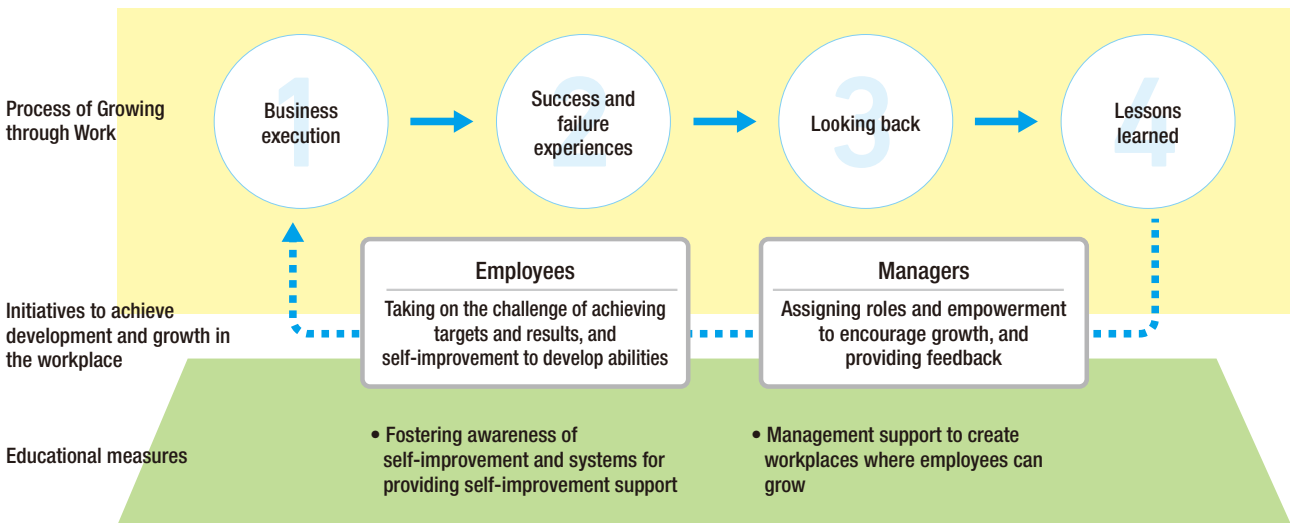 Process of Growing
through Work
1
Business
execution
2
Success and
failure
experiences
3
Looking back
4
Lessons
learned
Initiatives to achieve
development and growth in
the workplace
Employees
Taking on the challenge of achieving
targets and results, and
self-improvement to develop abilities
Managers
Assigning roles and empowerment
to encourage growth, and
providing feedback
Educational measures
• Fostering awareness of
self-improvement and systems for
providing self-improvement support
• Management support to create
workplaces where employees can
grow